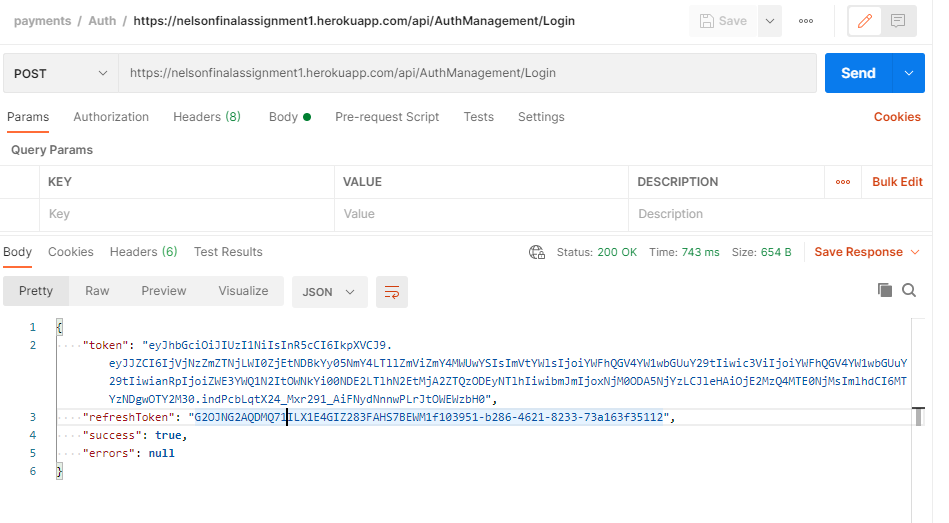 payments / Auth / https://nelsonfinalassignment1.herokuapp.com/api/AuthManagement/Login
Save
POST https://nelsonfinalassignment1.herokuapp.com/api/AuthManagement/Login Send
Params Authorization Headers (8) Body Pre-request Script Tests Settings Cookies
Query Params
KEY VALUE DESCRIPTION Bulk Edit
Key Value Description
Body Cookies Headers (6) Test Results Status: 200 OK Time: 743 ms Size: 654 B Save Response
Pretty Raw Preview Visualize JSON
1 {
2 "token": "eyJhbGciOiJIUzI1NiIsInR5cCI6IkpXVCJ9.
eyJJZCI6IjVjNzZmZTNjLWI0ZjEtNDBkYy05NmY4LTllZmViZmY4MWUwYSIsImVtYWlsIjoiYWFhQGV4YW1wbGUuY29tIiwic3ViIjoiYWFhQGV4YW1wbGUuY
29tIiwianRpIjoiZWE3YWQ1N2ItOWNkYi00NDE2LTlhN2EtMjA2ZTQzODEyNTlhIiwibmJmIjoxNjM0ODA5NjYzLCJleHAiOjE2MzQ4MTE0NjMsImlhdCI6MT
YzNDgwOTY2M30.indPcbLqtX24_Mxr291_AiFNydNnnwPLrJtOWEWzbH0",
3 "refreshToken": "G2OJNG2AQDMQ71ILX1E4GIZ283FAHS7BEWM1f103951-b286-4621-8233-73a163f35112",
4 "success": true,
5 "errors": null
6 }